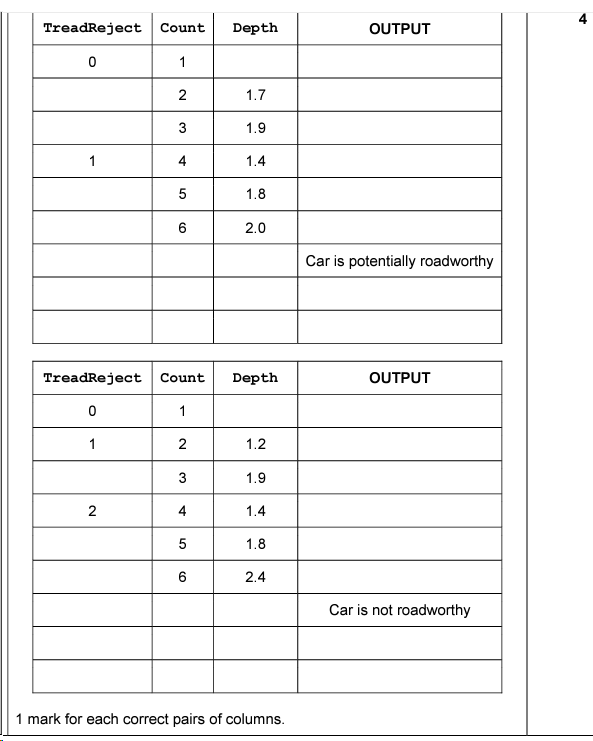 4
TreadReject Count Depth OUTPUT
0 1
2 1.7
3 1.9
1 4 1.4
5 1.8
6 2.0
Car is potentially roadworthy
TreadReject Count Depth OUTPUT
0 1
1 2 1.2
3 1.9
2 4 1.4
5 1.8
6 2.4
Car is not roadworthy
1 mark for each correct pairs of columns.